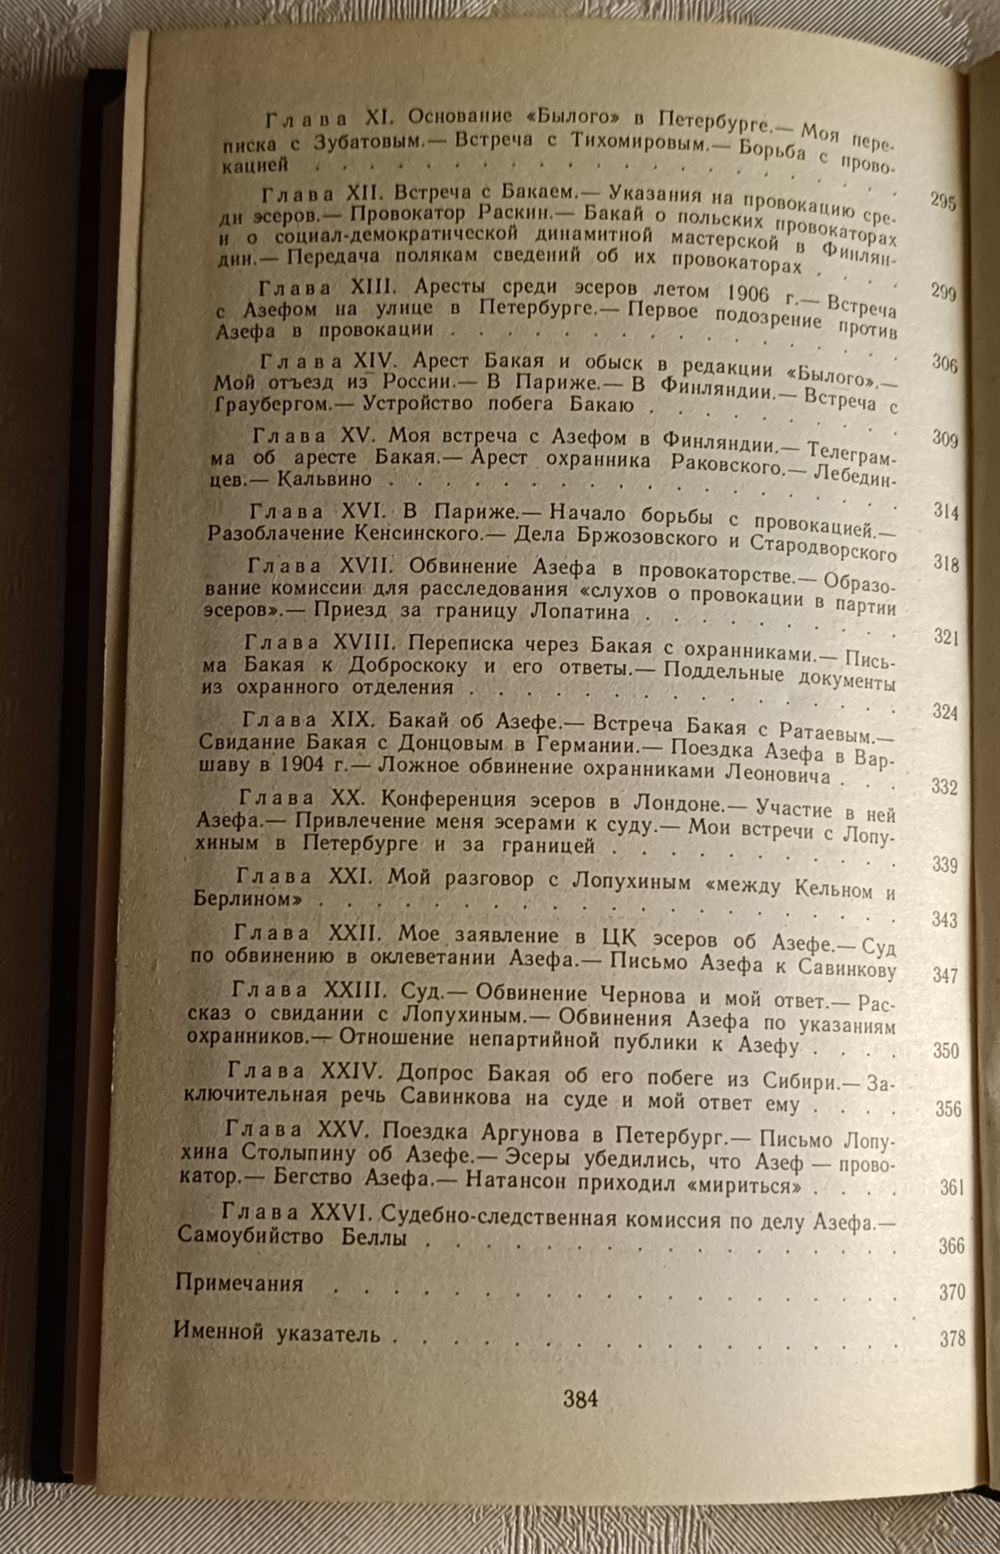 Глава XI. Основание «Былого» в Петербурге.— Моя пере-
писка с Зубатовым.— Встреча с Тихомировым.— Борьба с прово-
кацией . . . . . . . . . . . . . . . . . 295
Глава XII. Встреча с Бакаем.— Указания на провокацию сре-
ди эсеров.— Провокатор Раскин.— Бакай о польских провокаторах
и о социал-демократической динамитной мастерской в Финлян-
дии.— Передача полякам сведений об их провокаторах . . . 299
Глава XIII. Аресты среди эсеров летом 1906 г.— Встреча
с Азефом на улице в Петербурге.— Первое подозрение против
Азефа в провокации . . . . . . . . . . . . . 306
Глава XIV. Арест Бакая и обыск в редакции «Былого».—
Мой отъезд из России.— В Париже.— В Финляндии.— Встреча с
Граубергом.— Устройство побега Бакаю . . . . . . . 309
Глава XV. Моя встреча с Азефом в Финляндии.— Телеграм-
ма об аресте Бакая.— Арест охранника Раковского.— Лебедин-
цев.— Кальвино . . . . . . . . . . . . . . 314
Глава XVI. В Париже.— Начало борьбы с провокацией.—
Разоблачение Кенсинского.— Дела Бржозовского и Стародворского 318
Глава XVII. Обвинение Азефа в провокаторстве.— Образо-
вание комиссии для расследования «слухов о провокации в партии
эсеров».— Приезд за границу Лопатина . . . . . . . 321
Глава XVIII. Переписка через Бакая с охранниками.— Пись-
ма Бакая к Доброскоку и его ответы.— Поддельные документы
из охранного отделения . . . . . . . . . . . . 324
Глава XIX. Бакай об Азефе.— Встреча Бакая с Ратаевым.—
Свидание Бакая с Донцовым в Германии.— Поездка Азефа в Вар-
шаву в 1904 г.— Ложное обвинение охранниками Леоновича . . . 332
Глава XX. Конференция эсеров в Лондоне.— Участие в ней
Азефа.— Привлечение меня эсерами к суду.— Мои встречи с Лопу-
хиным в Петербурге и за границей . . . . . . . . 339
Глава XXI. Мой разговор с Лопухиным «между Кельном и
Берлином» . . . . . . . . . . . . . . . . . 343
Глава XXII. Мое заявление в ЦК эсеров об Азефе.— Суд
по обвинению в оклеветании Азефа.— Письмо Азефа к Савинкову 347
Глава XXIII. Суд.— Обвинение Чернова и мой ответ.— Рас-
сказ о свидании с Лопухиным.— Обвинения Азефа по указаниям
охранников.— Отношение непартийной публики к Азефу . . . . 350
Глава XXIV. Допрос Бакая об его побеге из Сибири.— За-
ключительная речь Савинкова на суде и мой ответ ему . . . . 356
Глава XXV. Поездка Аргунова в Петербург.— Письмо Лопу-
хина Столыпину об Азефе.— Эсеры убедились, что Азеф — прово-
катор.— Бегство Азефа.— Натансон приходил «мириться» . . . . 361
Глава XXVI. Судебно-следственная комиссия по делу Азефа.—
Самоубийство Беллы . . . . . . . . . . . . . . 366
Примечания . . . . . . . . . . . . . . . . . 370
Именной указатель . . . . . . . . . . . . . . 378
384